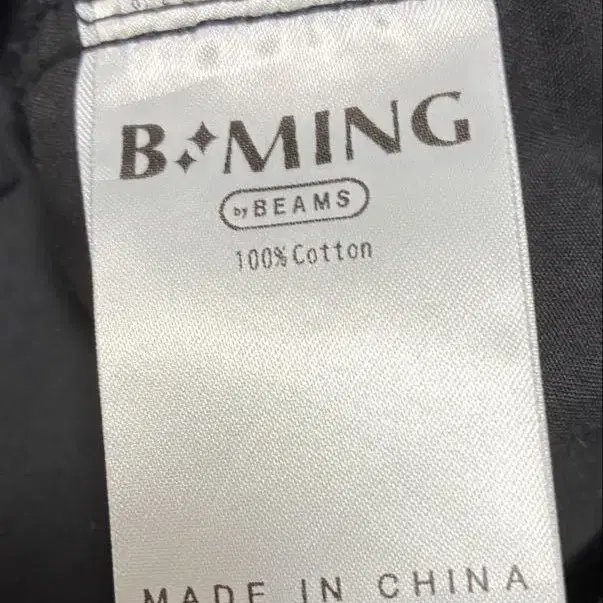 B✦MING
by BEAMS
100% Cotton
MADE IN CHINA